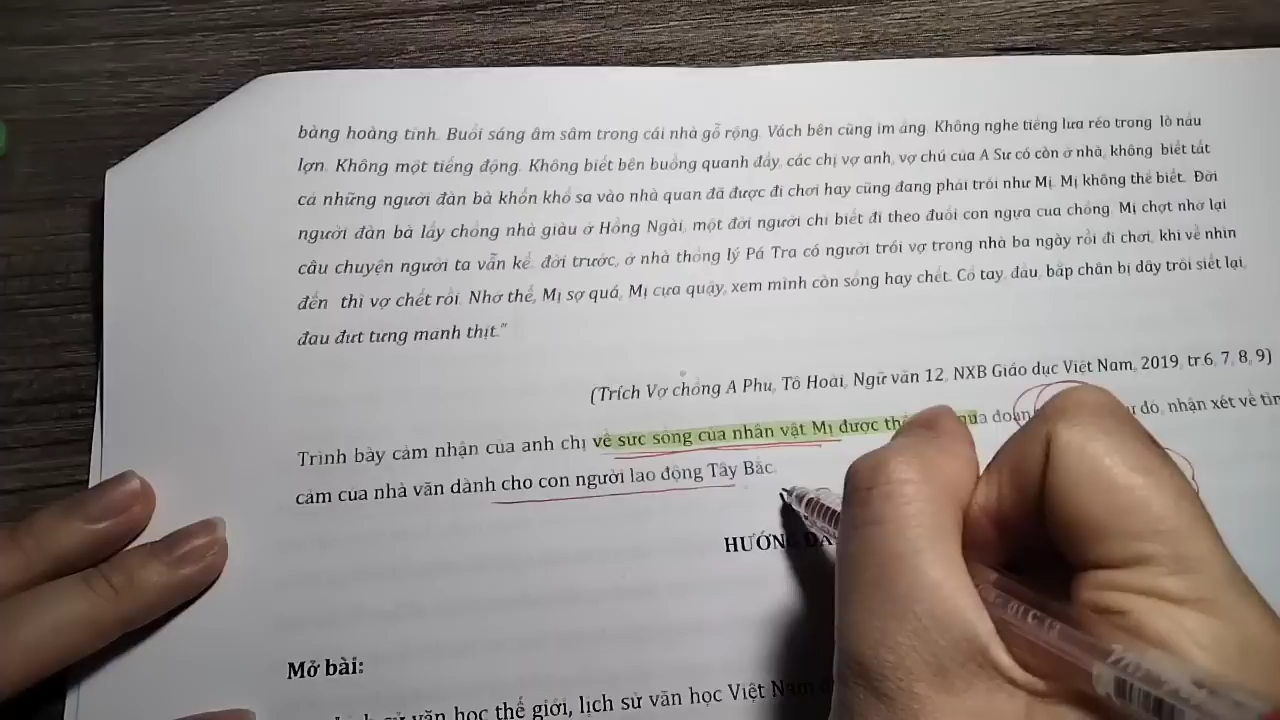 bàng hoàng tỉnh. Buổi sáng âm sâm trong cái nhà gỗ rộng. Vách bên cũng im ắng. Không nghe tiếng lửa réo trong lò nấu
lợn. Không một tiếng động. Không biết bên buồng quanh đấy, các chị vợ anh, vợ chú của A Sử có còn ở nhà, không biết tất
cả những người đàn bà khốn khổ sa vào nhà quan đã được đi chơi hay cũng đang phải trói như Mị. Mị không thể biết. Đời
người đàn bà lấy chồng nhà giàu ở Hồng Ngài, một đời người chỉ biết đi theo đuôi con ngựa của chồng. Mị chợt nhớ lại
câu chuyện người ta vẫn kể: đời trước, ở nhà thống lý Pá Tra có người trói vợ trong nhà ba ngày rồi đi chơi, khi về nhìn
đến thì vợ chết rồi. Nhớ thế, Mị sợ quá, Mị cựa quậy, xem mình còn sống hay chết. Cổ tay, đầu, bắp chân bị dây trói siết lại,
đau đứt từng mảnh thịt."
(Trích Vợ chồng A Phủ, Tô Hoài, Ngữ văn 12, NXB Giáo dục Việt Nam, 2019, tr.6, 7, 8, 9)
Trình bày cảm nhận của anh chị về sức sống của nhân vật Mị được qua đoạn đó, nhận xét về
cảm của nhà văn dành cho con người lao động Tây Bắc.
HƯỚNG
Mở bài:
văn học thế giới, lịch sử văn học Việt Nam